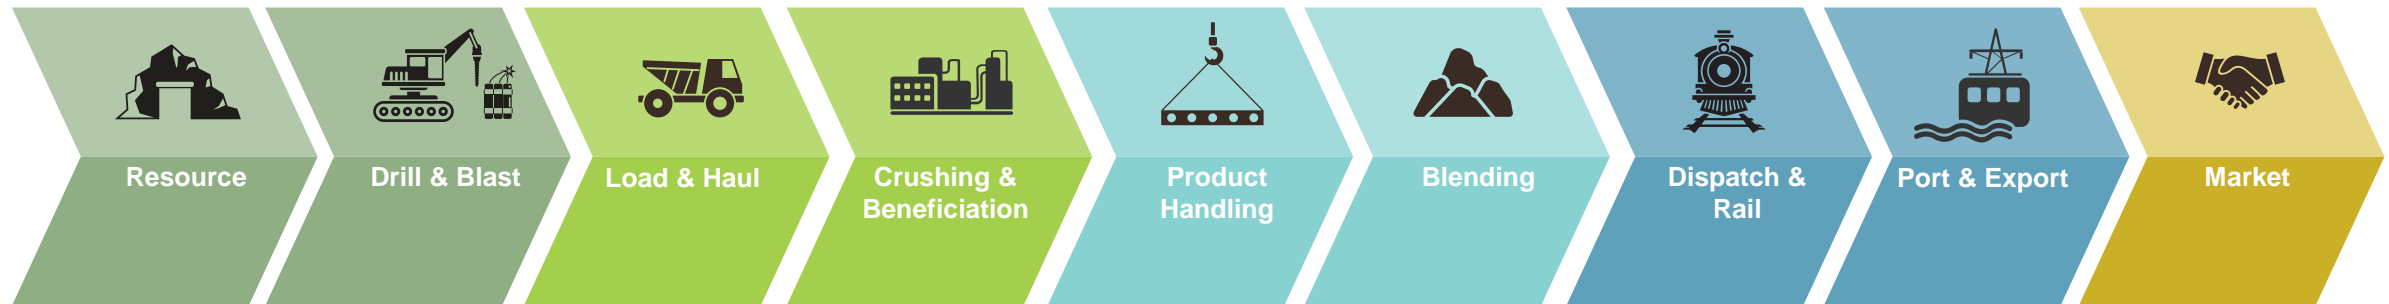 Resource
Drill & Blast
Load & Haul
Crushing &
Beneficiation
Product
Handling
Blending
Dispatch &
Rail
Port & Export
Market